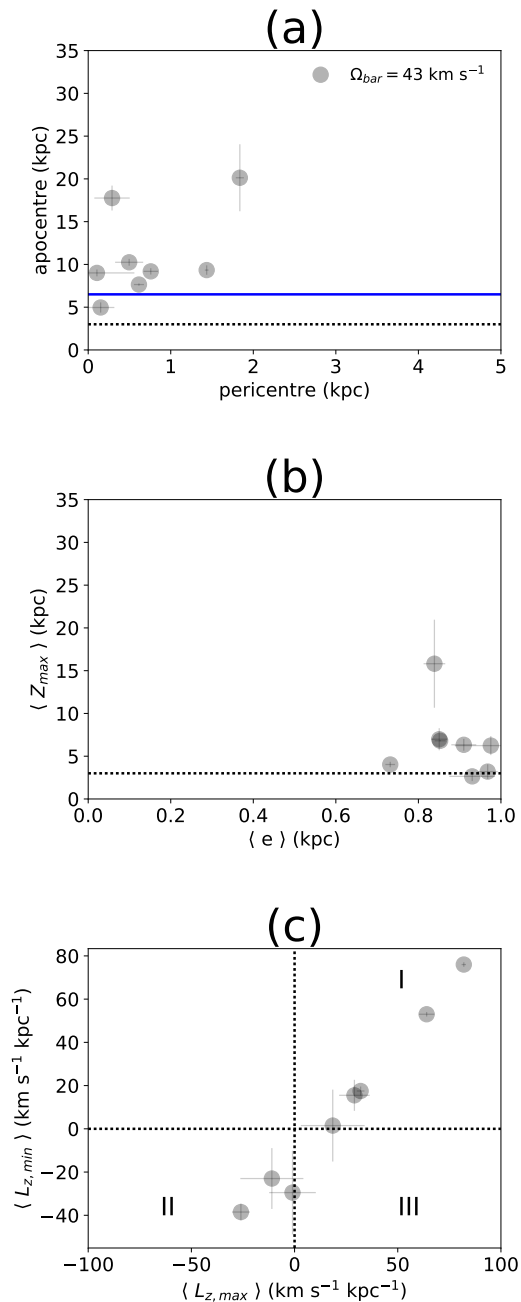 (a)
35
30
25
20
15
10
5
0
apocentre (kpc)
Ω_bar = 43 km s⁻¹
0 1 2 3 4 5
pericentre (kpc)
(b)
35
30
25
20
15
10
5
0
⟨ Z_max ⟩ (kpc)
0.0 0.2 0.4 0.6 0.8 1.0
⟨ e ⟩ (kpc)
(c)
80
60
40
20
0
−20
−40
⟨ L_z,min ⟩ (km s⁻¹ kpc⁻¹)
I
II III
−100 −50 0 50 100
⟨ L_z,max ⟩ (km s⁻¹ kpc⁻¹)